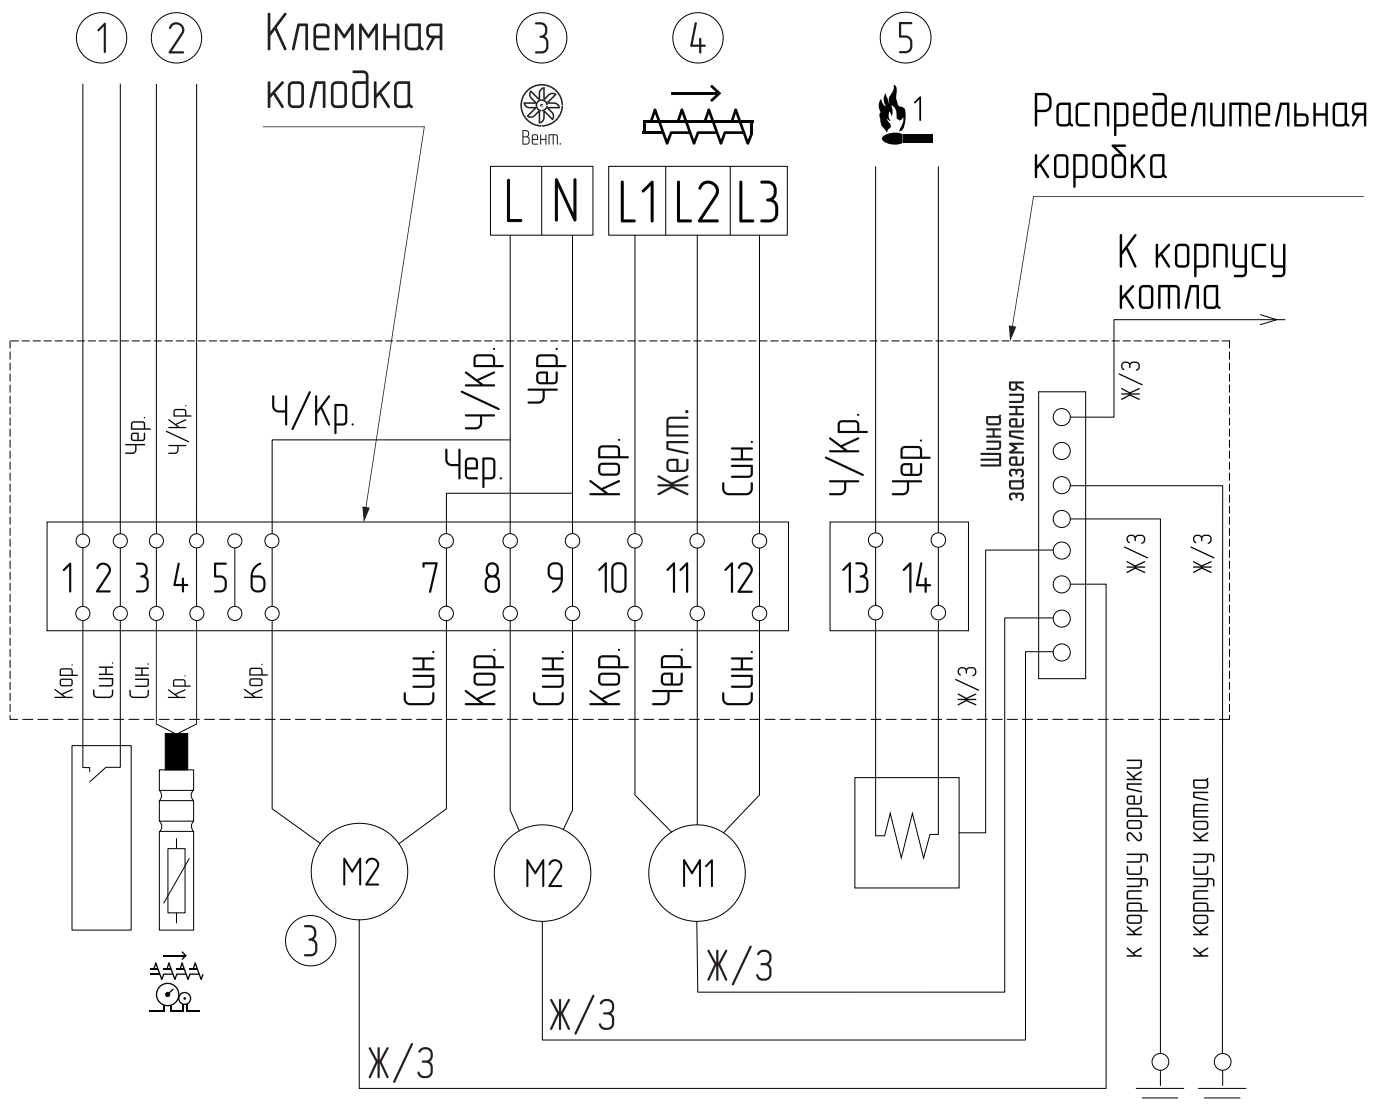 1 2 Клеммная 3 4 5
колодка
Вент.
1
Распределительная
коробка
L N L1 L2 L3
К корпусу
котла
Ж/З
Чер.
Ч/Кр.
Ч/Кр.
Ч/Кр.
Чер.
Чер.
Кор.
Желт.
Син.
Ч/Кр.
Чер.
Шина
заземления
Ж/З
Ж/З
1 2 3 4 5 6 7 8 9 10 11 12 13 14
Кор.
Син.
Син.
Кр.
Кор.
Син.
Кор.
Син.
Кор.
Чер.
Син.
Ж/З
М2 М2 М1
3
к корпусу горелки
к корпусу котла
Ж/З
Ж/З
Ж/З